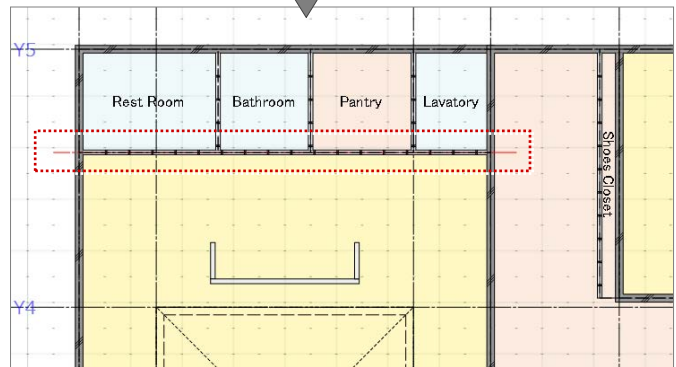 Y5
Rest Room
Bathroom
Pantry
Lavatory
Shoes Closet
Y4